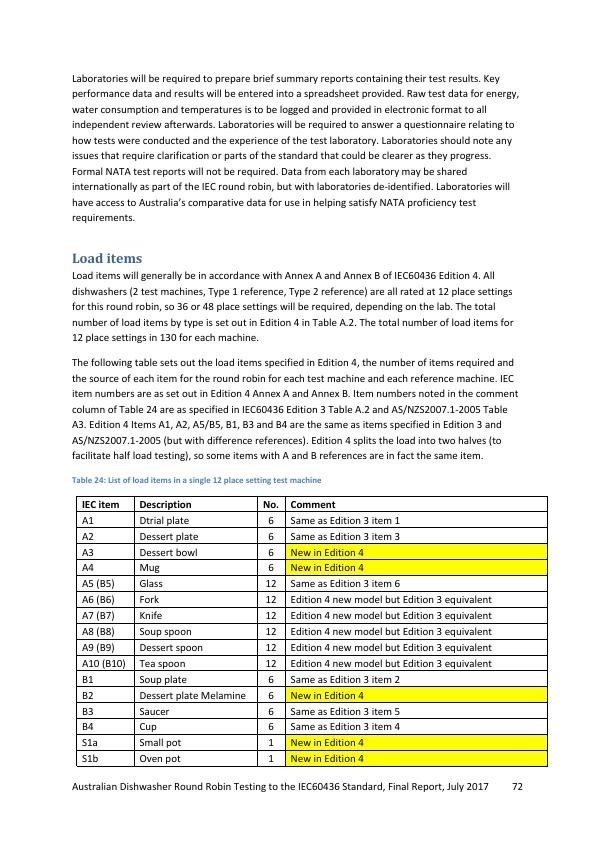 Laboratories will be required to prepare brief summary reports containing their test results. Key
performance data and results will be entered into a spreadsheet provided. Raw test data for energy,
water consumption and temperatures is to be logged and provided in electronic format to all
independent review afterwards. Laboratories will be required to answer a questionnaire relating to
how tests were conducted and the experience of the test laboratory. Laboratories should note any
issues that require clarification or parts of the standard that could be clearer as they progress.
Formal NATA test reports will not be required. Data from each laboratory may be shared
internationally as part of the IEC round robin, but with laboratories de-identified. Laboratories will
have access to Australia's comparative data for use in helping satisfy NATA proficiency test
requirements.
Load items
Load items will generally be in accordance with Annex A and Annex B of IEC60436 Edition 4. All
dishwashers (2 test machines, Type 1 reference, Type 2 reference) are all rated at 12 place settings
for this round robin, so 36 or 48 place settings will be required, depending on the lab. The total
number of load items by type is set out in Edition 4 in Table A.2. The total number of load items for
12 place settings in 130 for each machine.
The following table sets out the load items specified in Edition 4, the number of items required and
the source of each item for the round robin for each test machine and each reference machine. IEC
item numbers are as set out in Edition 4 Annex A and Annex B. Item numbers noted in the comment
column of Table 24 are as specified in IEC60436 Edition 3 Table A.2 and AS/NZS2007.1-2005 Table
A3. Edition 4 Items A1, A2, A5/B5, B1, B3 and B4 are the same as items specified in Edition 3 and
AS/NZS2007.1-2005 (but with difference references). Edition 4 splits the load into two halves (to
facilitate half load testing), so some items with A and B references are in fact the same item.
Table 24: List of load items in a single 12 place setting test machine
IEC item Description No. Comment
A1 Dtrial plate 6 Same as Edition 3 item 1
A2 Dessert plate 6 Same as Edition 3 item 3
A3 Dessert bowl 6 New in Edition 4
A4 Mug 6 New in Edition 4
A5 (B5) Glass 12 Same as Edition 3 item 6
A6 (B6) Fork 12 Edition 4 new model but Edition 3 equivalent
A7 (B7) Knife 12 Edition 4 new model but Edition 3 equivalent
A8 (B8) Soup spoon 12 Edition 4 new model but Edition 3 equivalent
A9 (B9) Dessert spoon 12 Edition 4 new model but Edition 3 equivalent
A10 (B10) Tea spoon 12 Edition 4 new model but Edition 3 equivalent
B1 Soup plate 6 Same as Edition 3 item 2
B2 Dessert plate Melamine 6 New in Edition 4
B3 Saucer 6 Same as Edition 3 item 5
B4 Cup 6 Same as Edition 3 item 4
S1a Small pot 1 New in Edition 4
S1b Oven pot 1 New in Edition 4
Australian Dishwasher Round Robin Testing to the IEC60436 Standard, Final Report, July 2017 72